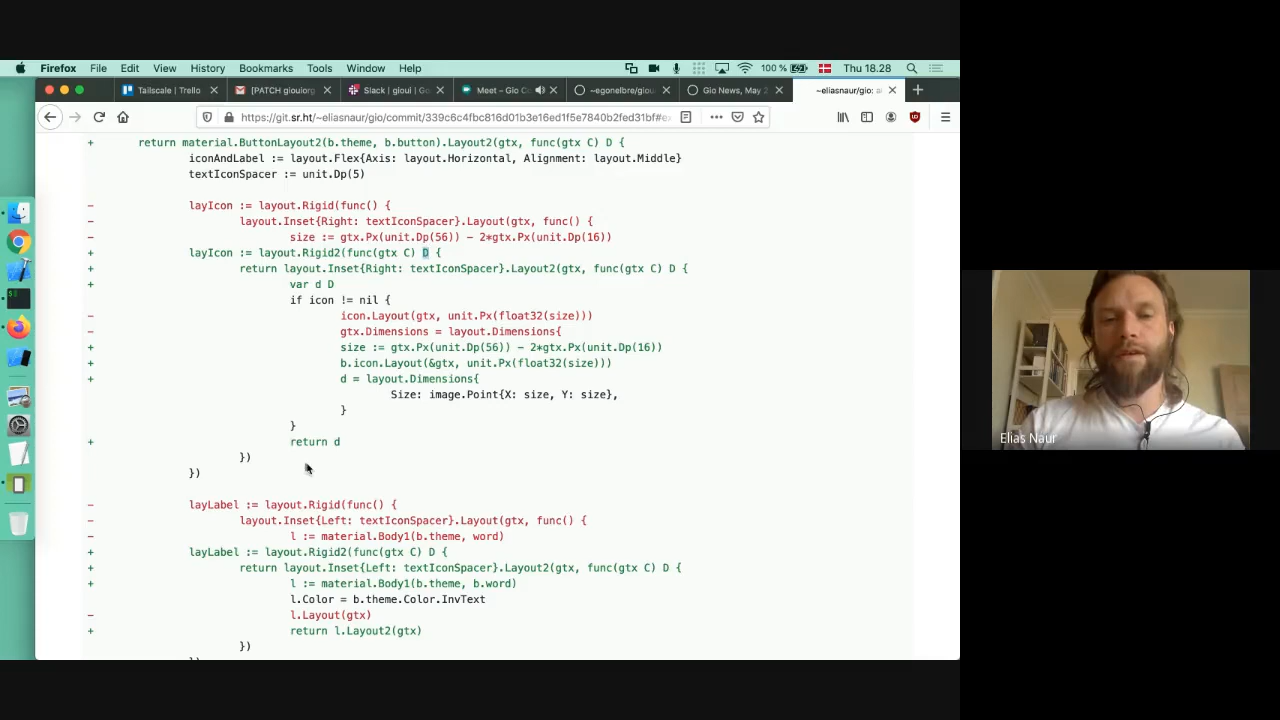 Firefox File Edit View History Bookmarks Tools Window Help 100 % Thu 18.28
Tailscale | Trello [PATCH giouiorg Slack | gioui | Go Meet – Gio C ~egonelbre/giou Gio News, May 2 ~eliasnaur/gio: a
https://git.sr.ht/~eliasnaur/gio/commit/339c6c4fbc816d01b3e16ed1f5e7840b2fed31bf#e
+ return material.ButtonLayout2(b.theme, b.button).Layout2(gtx, func(gtx C) D {
iconAndLabel := layout.Flex{Axis: layout.Horizontal, Alignment: layout.Middle}
textIconSpacer := unit.Dp(5)
- layIcon := layout.Rigid(func() {
- layout.Inset{Right: textIconSpacer}.Layout(gtx, func() {
- size := gtx.Px(unit.Dp(56)) - 2*gtx.Px(unit.Dp(16))
+ layIcon := layout.Rigid2(func(gtx C) D {
+ return layout.Inset{Right: textIconSpacer}.Layout2(gtx, func(gtx C) D {
+ var d D
if icon != nil {
- icon.Layout(gtx, unit.Px(float32(size)))
- gtx.Dimensions = layout.Dimensions{
+ size := gtx.Px(unit.Dp(56)) - 2*gtx.Px(unit.Dp(16))
+ b.icon.Layout(&gtx, unit.Px(float32(size)))
+ d = layout.Dimensions{
Size: image.Point{X: size, Y: size},
}
}
+ return d
})
})
- layLabel := layout.Rigid(func() {
- layout.Inset{Left: textIconSpacer}.Layout(gtx, func() {
- l := material.Body1(b.theme, word)
+ layLabel := layout.Rigid2(func(gtx C) D {
+ return layout.Inset{Left: textIconSpacer}.Layout2(gtx, func(gtx C) D {
+ l := material.Body1(b.theme, b.word)
l.Color = b.theme.Color.InvText
- l.Layout(gtx)
+ return l.Layout2(gtx)
})
Elias Naur